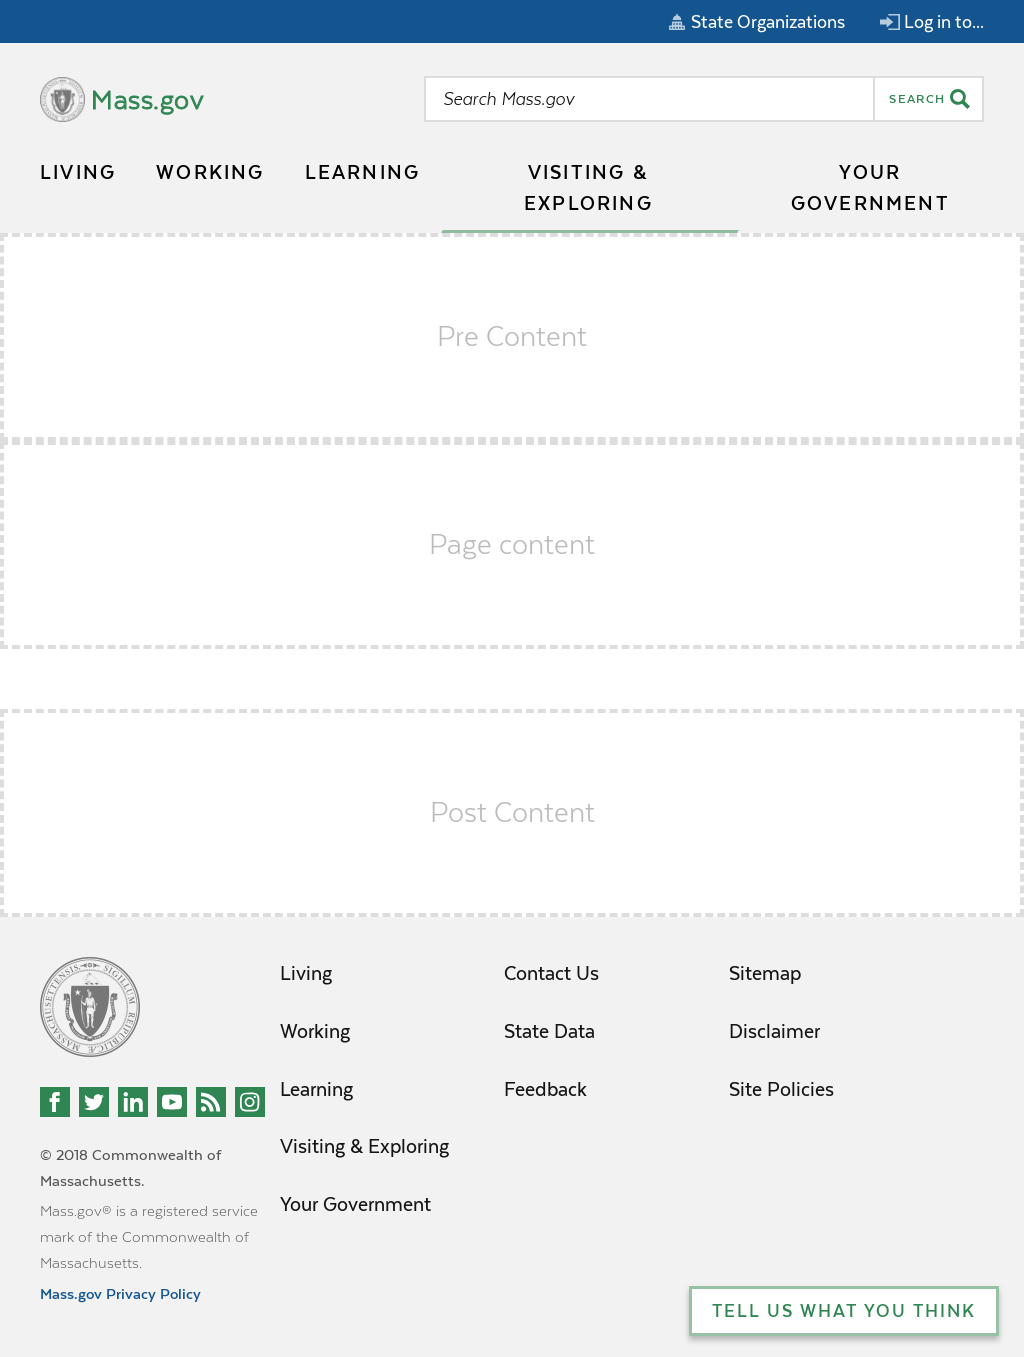 State Organizations
Log in to...
Mass.gov
Search Mass.gov
SEARCH
LIVING
WORKING
LEARNING
VISITING &
EXPLORING
YOUR
GOVERNMENT
Pre Content
Page content
Post Content
Living
Working
Learning
Visiting & Exploring
Your Government
Contact Us
State Data
Feedback
Sitemap
Disclaimer
Site Policies
© 2018 Commonwealth of
Massachusetts.
Mass.gov® is a registered service
mark of the Commonwealth of
Massachusetts.
Mass.gov Privacy Policy
TELL US WHAT YOU THINK